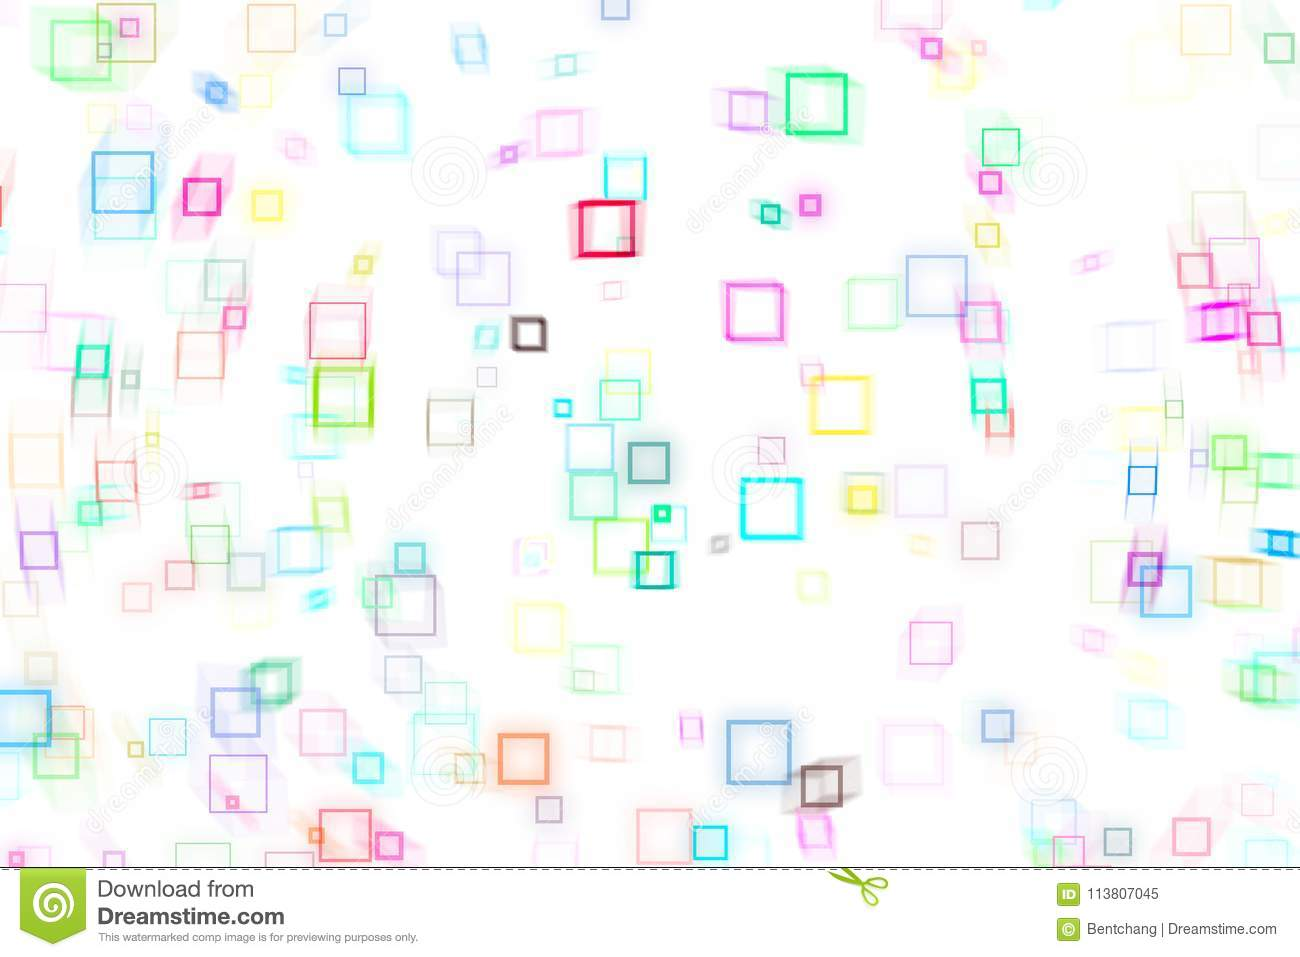 Download from
Dreamstime.com
This watermarked comp image is for previewing purposes only.
ID 113807045
© Bentchang | Dreamstime.com